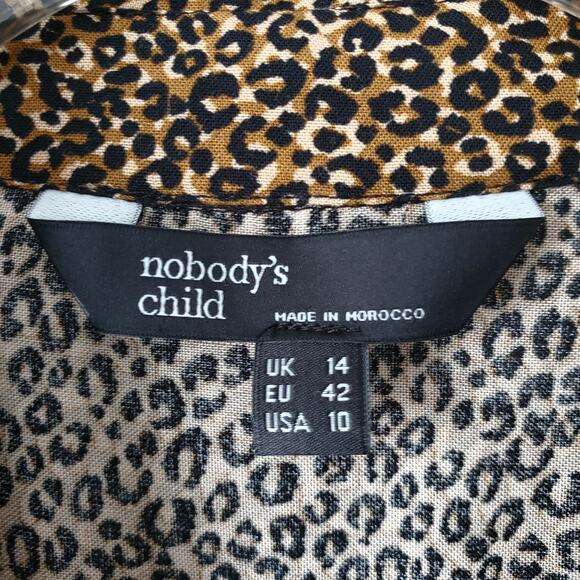 nobody's
child
MADE IN MOROCCO
UK 14
EU 42
USA 10